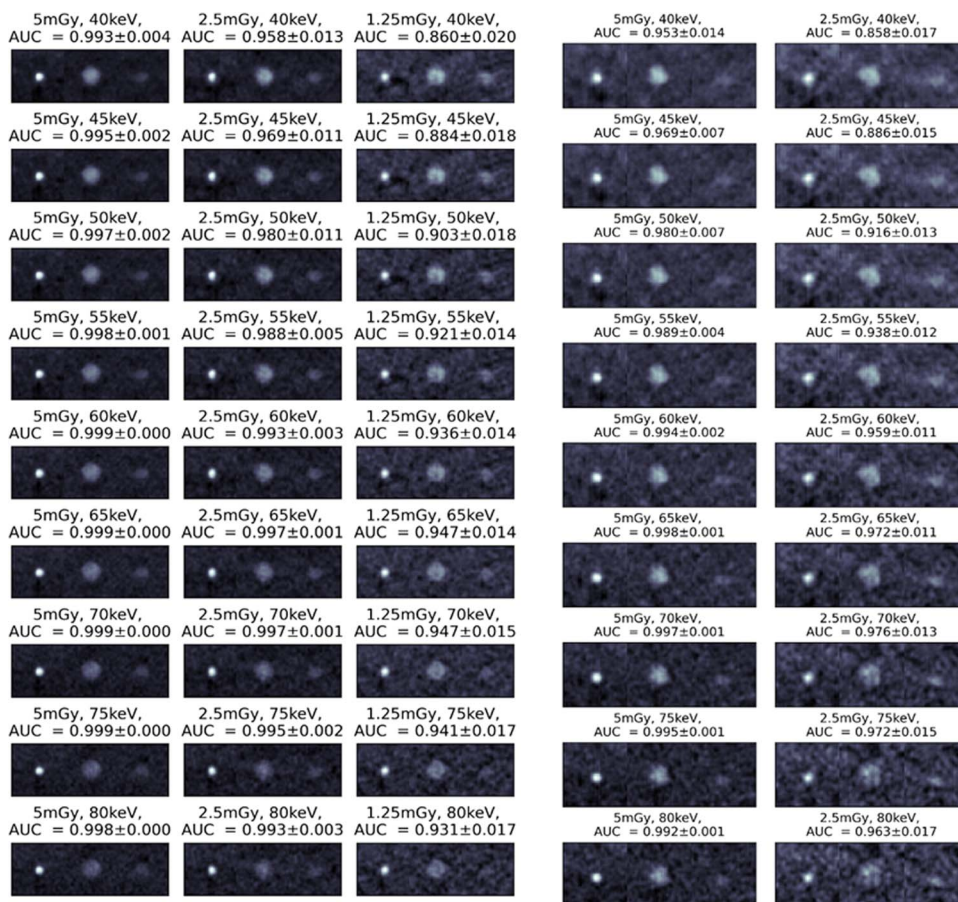 5mGy, 40keV,
AUC = 0.993±0.004
2.5mGy, 40keV,
AUC = 0.958±0.013
1.25mGy, 40keV,
AUC = 0.860±0.020
5mGy, 40keV,
AUC = 0.953±0.014
2.5mGy, 40keV,
AUC = 0.858±0.017
5mGy, 45keV,
AUC = 0.995±0.002
2.5mGy, 45keV,
AUC = 0.969±0.011
1.25mGy, 45keV,
AUC = 0.884±0.018
5mGy, 45keV,
AUC = 0.969±0.007
2.5mGy, 45keV,
AUC = 0.886±0.015
5mGy, 50keV,
AUC = 0.997±0.002
2.5mGy, 50keV,
AUC = 0.980±0.011
1.25mGy, 50keV,
AUC = 0.903±0.018
5mGy, 50keV,
AUC = 0.980±0.007
2.5mGy, 50keV,
AUC = 0.916±0.013
5mGy, 55keV,
AUC = 0.998±0.001
2.5mGy, 55keV,
AUC = 0.988±0.005
1.25mGy, 55keV,
AUC = 0.921±0.014
5mGy, 55keV,
AUC = 0.989±0.004
2.5mGy, 55keV,
AUC = 0.938±0.012
5mGy, 60keV,
AUC = 0.999±0.000
2.5mGy, 60keV,
AUC = 0.993±0.003
1.25mGy, 60keV,
AUC = 0.936±0.014
5mGy, 60keV,
AUC = 0.994±0.002
2.5mGy, 60keV,
AUC = 0.959±0.011
5mGy, 65keV,
AUC = 0.999±0.000
2.5mGy, 65keV,
AUC = 0.997±0.001
1.25mGy, 65keV,
AUC = 0.947±0.014
5mGy, 65keV,
AUC = 0.998±0.001
2.5mGy, 65keV,
AUC = 0.972±0.011
5mGy, 70keV,
AUC = 0.999±0.000
2.5mGy, 70keV,
AUC = 0.997±0.001
1.25mGy, 70keV,
AUC = 0.947±0.015
5mGy, 70keV,
AUC = 0.997±0.001
2.5mGy, 70keV,
AUC = 0.976±0.013
5mGy, 75keV,
AUC = 0.999±0.000
2.5mGy, 75keV,
AUC = 0.995±0.002
1.25mGy, 75keV,
AUC = 0.941±0.017
5mGy, 75keV,
AUC = 0.995±0.001
2.5mGy, 75keV,
AUC = 0.972±0.015
5mGy, 80keV,
AUC = 0.998±0.000
2.5mGy, 80keV,
AUC = 0.993±0.003
1.25mGy, 80keV,
AUC = 0.931±0.017
5mGy, 80keV,
AUC = 0.992±0.001
2.5mGy, 80keV,
AUC = 0.963±0.017